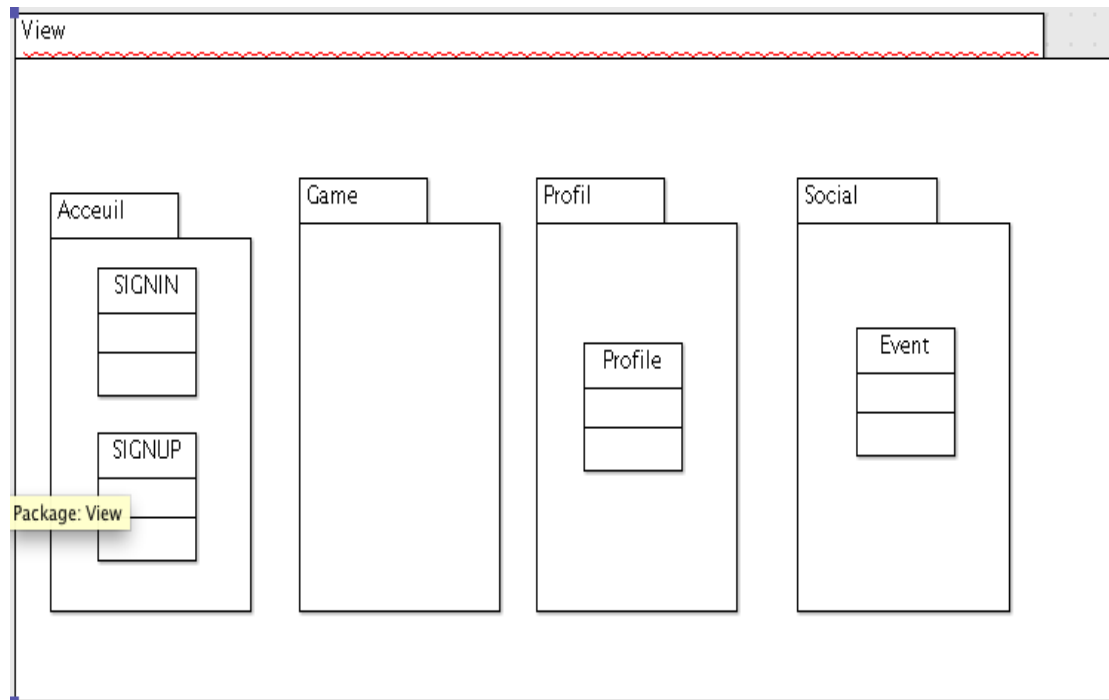 View
Acceuil
Game
Profil
Social
SIGNIN
Profile
Event
SIGNUP
Package: View